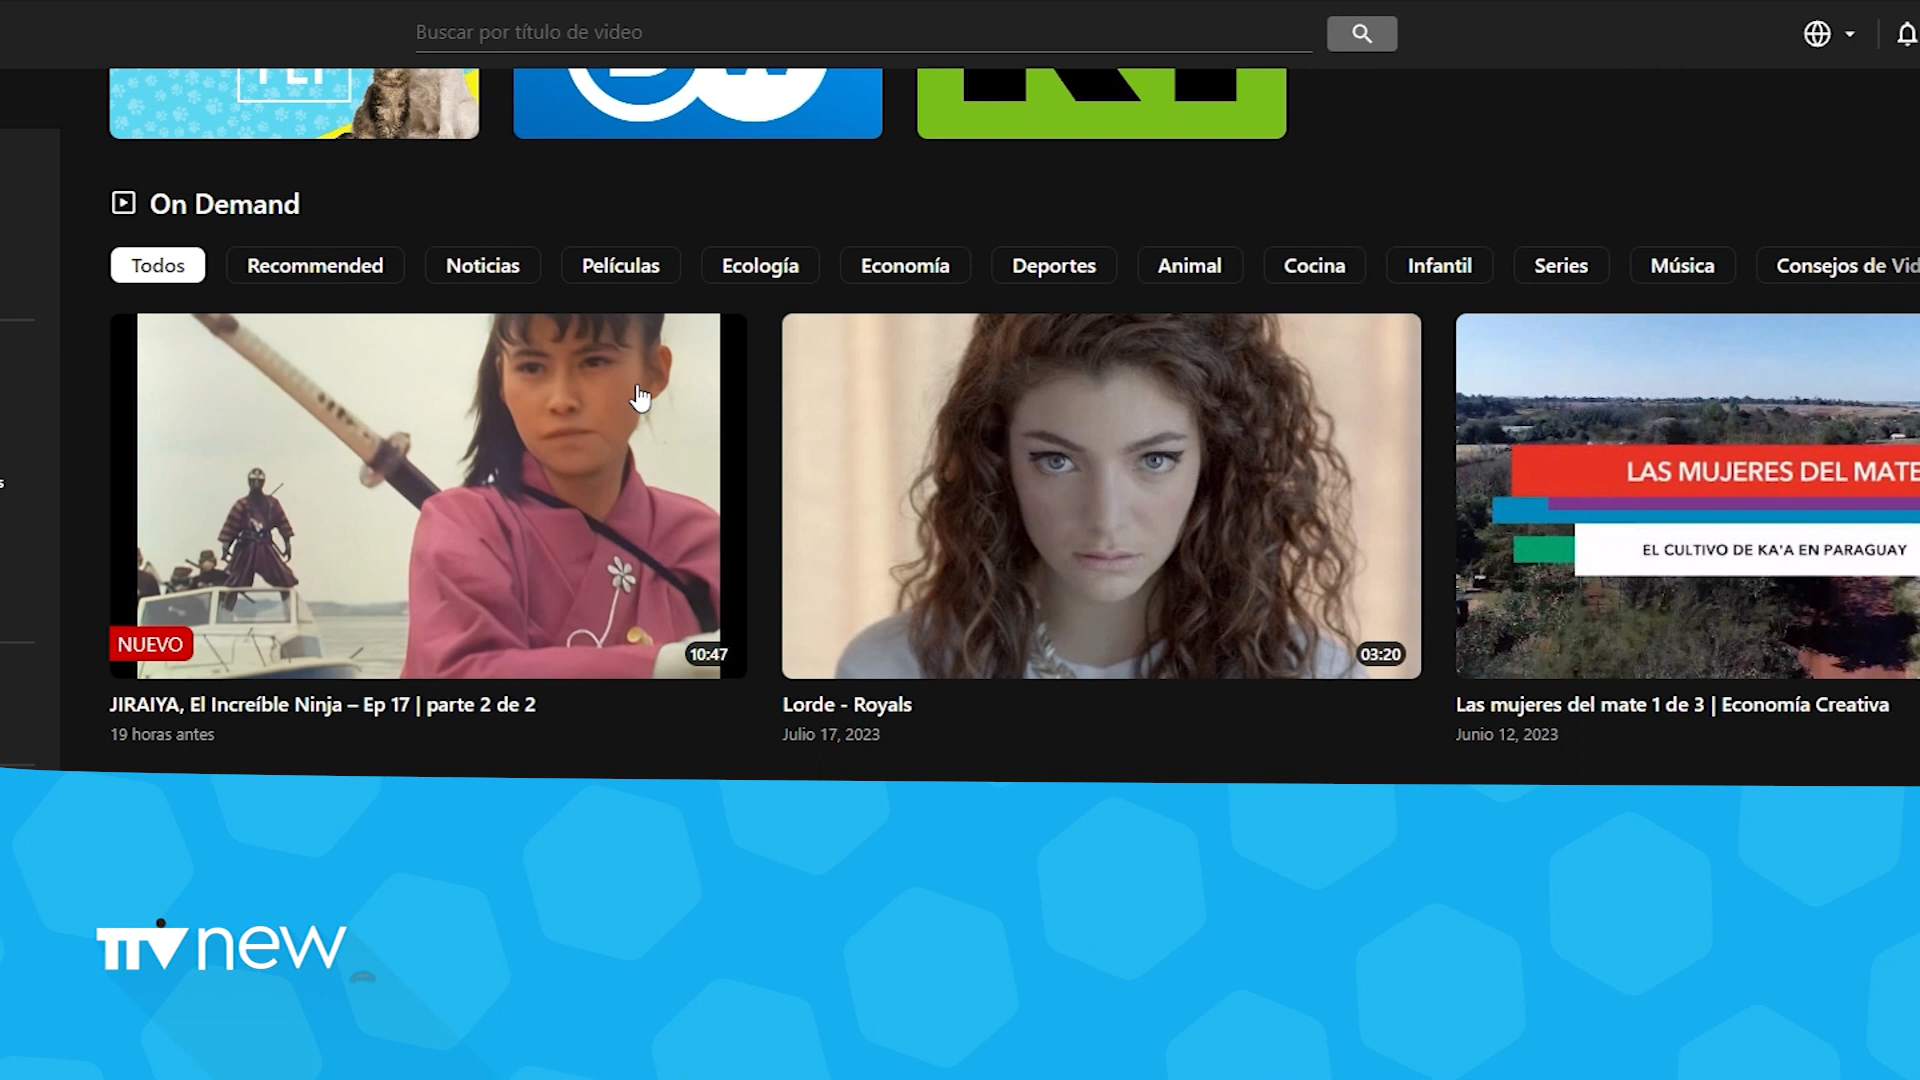 Buscar por título de video
DW
On Demand
Todos Recommended Noticias Películas Ecología Economía Deportes Animal Cocina Infantil Series Música Consejos de Vid
LAS MUJERES DEL MATE
EL CULTIVO DE KA'A EN PARAGUAY
NUEVO
10:47
03:20
JIRAIYA, El Increíble Ninja – Ep 17 | parte 2 de 2
19 horas antes
Lorde - Royals
Julio 17, 2023
Las mujeres del mate 1 de 3 | Economía Creativa
Junio 12, 2023
TTV new